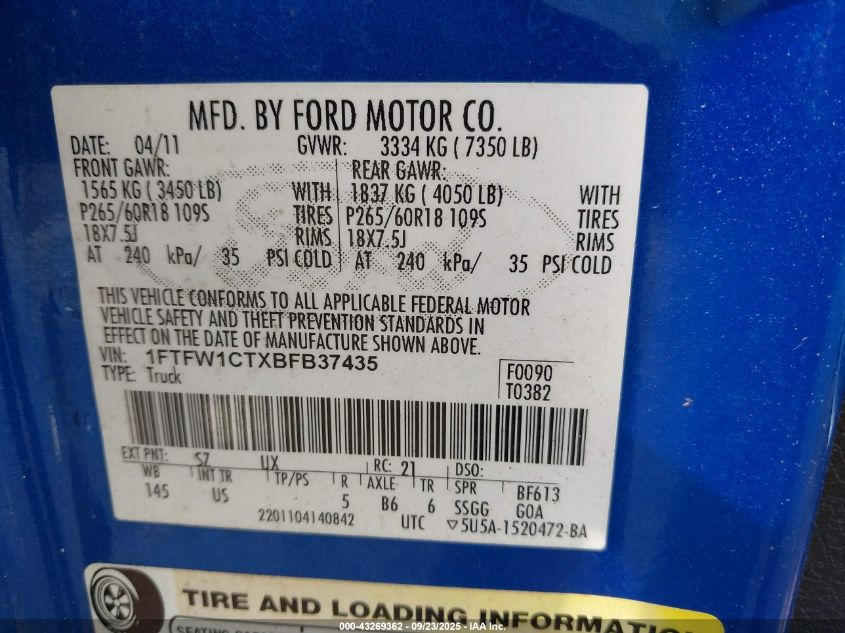 MFD. BY FORD MOTOR CO.
DATE: 04/11 GVWR: 3334 KG ( 7350 LB)
FRONT GAWR: REAR GAWR:
1565 KG ( 3450 LB) WITH 1837 KG ( 4050 LB) WITH
P265/60R18 109S TIRES P265/60R18 109S TIRES
18X7.5J RIMS 18X7.5J RIMS
AT 240 kPa/ 35 PSI COLD AT 240 kPa/ 35 PSI COLD
THIS VEHICLE CONFORMS TO ALL APPLICABLE FEDERAL MOTOR
VEHICLE SAFETY AND THEFT PREVENTION STANDARDS IN
EFFECT ON THE DATE OF MANUFACTURE SHOWN ABOVE.
VIN: 1FTFW1CTXBFB37435
TYPE: Truck
F0090
T0382
EXT PNT: SZ UX RC: 21 DSO:
WB INT TR TP/PS R AXLE TR SPR BF613
145 US 5 B6 6 SSGG GOA
2201104140842 UTC ▽5U5A-1520472-BA
TIRE AND LOADING INFORMATION
000-43269362 - 09/23/2025 - IAA Inc.